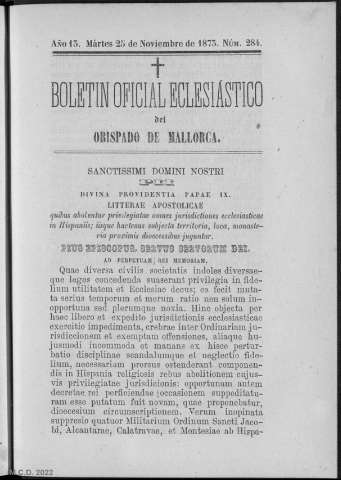 Año 13. Mártes 25 de Noviembre de 1873. Núm. 284.
BOLETIN OFICIAL ECLESIÁSTICO
del
OBISPADO DE MALLORCA.
SANCTISSIMI DOMINI NOSTRI
PII
DIVINA PROVIDENTIA PAPAE IX.
LITTERAE APOSTOLICAE
quibus abolentur privilegiatae omnes jurisdictiones ecclesiasticae
in Hispaniis; iisque hactenus subjecta territoria, loca, monaste-
ria proximis dioecesibus junguntur.
PIUS EPISCOPUS, SERVUS SERVORUM DEI.
AD PERPETUAM REI MEMORIAM.
Quae diversa civilis societatis indoles diversae-
que leges concedenda suaserant privilegia in fide-
lium utilitatem et Ecclesiae decus; ea fecit muta-
ta serius temporum et morum ratio non solum in-
opportuna sed plerumque noxia. Hinc objecta per
haec libero et expedito jurisdictionis ecclesiasticae
exercitio impedimenta, crebrae inter Ordinariam ju-
risdictionem et exemptam offensiones, aliaque hu-
jusmodi incommoda et manans ex hisce pertur-
batio disciplinae scandalumque et neglectio fide-
lium, necessariam prorsus ostenderant componen-
dis in Hispania religiosis rebus abolitionem cujus-
vis privilegiatae jurisdictionis: opportunam autem
decretae rei perficiendae occasionem suppeditatu-
ram esse putatum fuit novam, quae proponebatur,
dioecesium circumscriptionem. Verum inopinata
suppresio quatuor Militarium Ordinum Sancti Jaco-
bi, Alcantarae, Calatravae, et Montesiae ab Hispa-
M.C.D. 2022